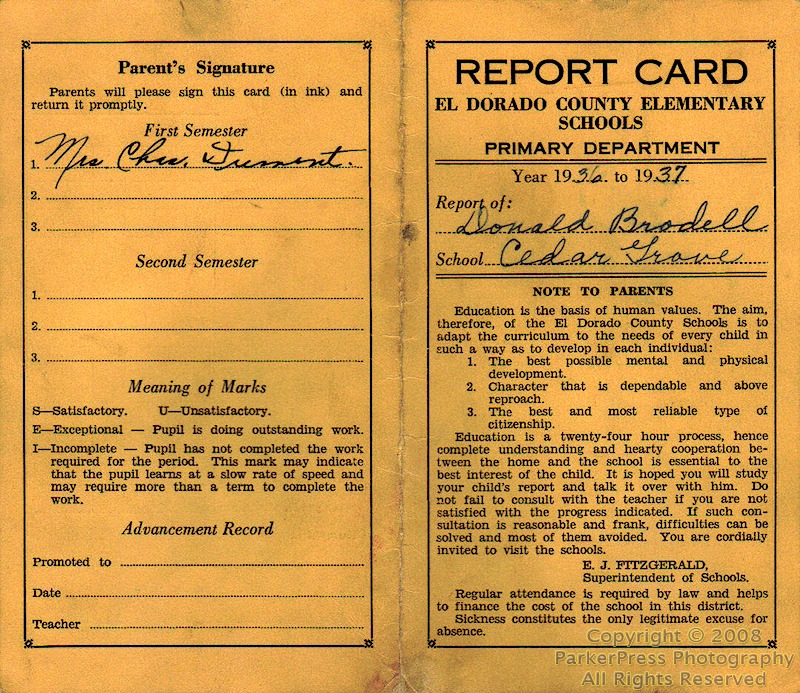 Parent's Signature
Parents will please sign this card (in ink) and
return it promptly.
First Semester
1. Mrs. Chas. Dumont.
2.
3.
Second Semester
1.
2.
3.
Meaning of Marks
S—Satisfactory. U—Unsatisfactory.
E—Exceptional — Pupil is doing outstanding work.
I—Incomplete — Pupil has not completed the work
required for the period. This mark may indicate
that the pupil learns at a slow rate of speed and
may require more than a term to complete the
work.
Advancement Record
Promoted to
Date
Teacher
REPORT CARD
EL DORADO COUNTY ELEMENTARY
SCHOOLS
PRIMARY DEPARTMENT
Year 1936 to 1937
Report of:
Donald Brodell
School Cedar Grove
NOTE TO PARENTS
Education is the basis of human values. The aim,
therefore, of the El Dorado County Schools is to
adapt the curriculum to the needs of every child in
such a way as to develop in each individual:
1. The best possible mental and physical
development.
2. Character that is dependable and above
reproach.
3. The best and most reliable type of
citizenship.
Education is a twenty-four hour process, hence
complete understanding and hearty cooperation be-
tween the home and the school is essential to the
best interest of the child. It is hoped you will study
your child's report and talk it over with him. Do
not fail to consult with the teacher if you are not
satisfied with the progress indicated. If such con-
sultation is reasonable and frank, difficulties can be
solved and most of them avoided. You are cordially
invited to visit the schools.
E. J. FITZGERALD,
Superintendent of Schools.
Regular attendance is required by law and helps
to finance the cost of the school in this district.
Sickness constitutes the only legitimate excuse for
absence.
Copyright © 2008
ParkerPress Photography
All Rights Reserved